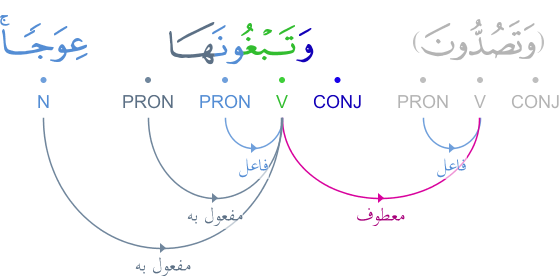 (وَتَصُدُّونَ) وَتَبْغُونَهَا عِوَجًا ۚ
CONJ V PRON CONJ V PRON PRON N
فاعل فاعل
معطوف مفعول به
مفعول به